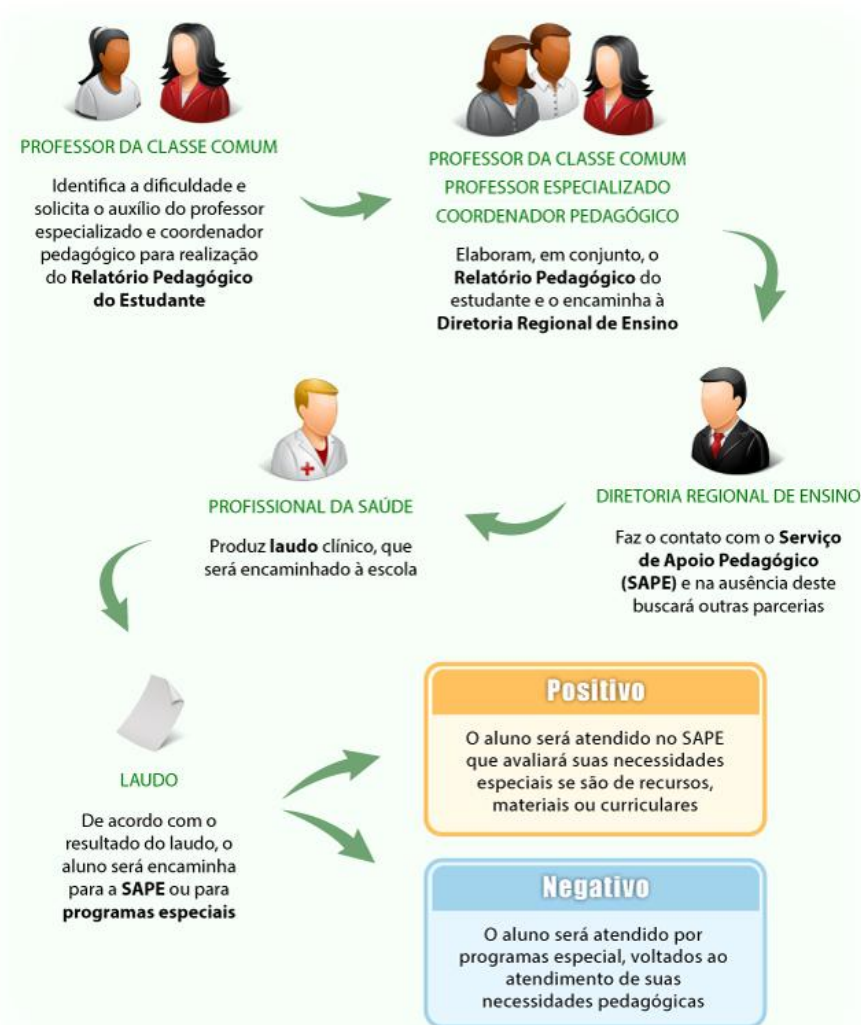 PROFESSOR DA CLASSE COMUM
Identifica a dificuldade e
solicita o auxílio do professor
especializado e coordenador
pedagógico para realização
do Relatório Pedagógico
do Estudante
PROFESSOR DA CLASSE COMUM
PROFESSOR ESPECIALIZADO
COORDENADOR PEDAGÓGICO
Elaboram, em conjunto, o
Relatório Pedagógico do
estudante e o encaminha à
Diretoria Regional de Ensino
DIRETORIA REGIONAL DE ENSINO
Faz o contato com o Serviço
de Apoio Pedagógico
(SAPE) e na ausência deste
buscará outras parcerias
PROFISSIONAL DA SAÚDE
Produz laudo clínico, que
será encaminhado à escola
LAUDO
De acordo com o
resultado do laudo, o
aluno será encaminha
para a SAPE ou para
programas especiais
Positivo
O aluno será atendido no SAPE
que avaliará suas necessidades
especiais se são de recursos,
materiais ou curriculares
Negativo
O aluno será atendido por
programas especial, voltados ao
atendimento de suas
necessidades pedagógicas